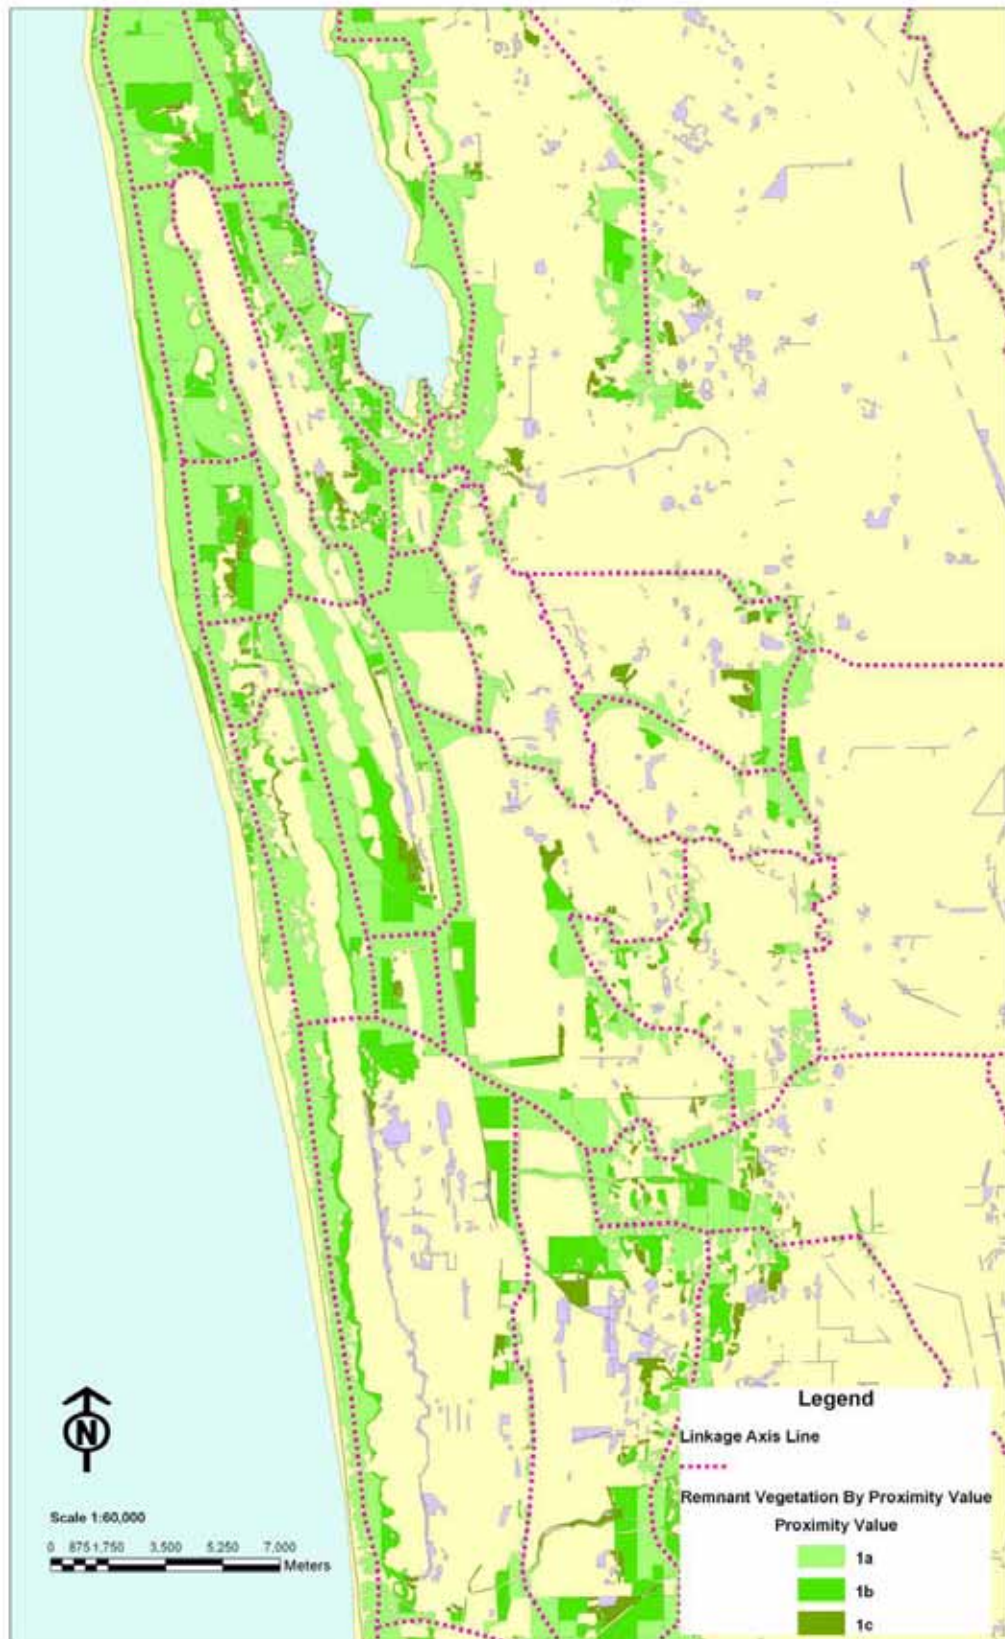 N
Scale 1:60,000
0 875 1,750 3,500 5,250 7,000
Meters
Legend
Linkage Axis Line
Remnant Vegetation By Proximity Value
Proximity Value
1a
1b
1c